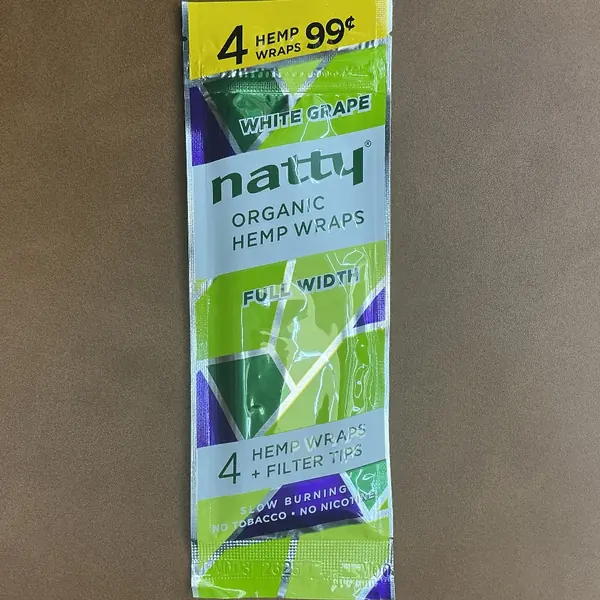 4 HEMP WRAPS 99¢
WHITE GRAPE
natty®
ORGANIC
HEMP WRAPS
FULL WIDTH
4 HEMP WRAPS
+ FILTER TIPS
SLOW BURNING
NO TOBACCO • NO NICOTINE